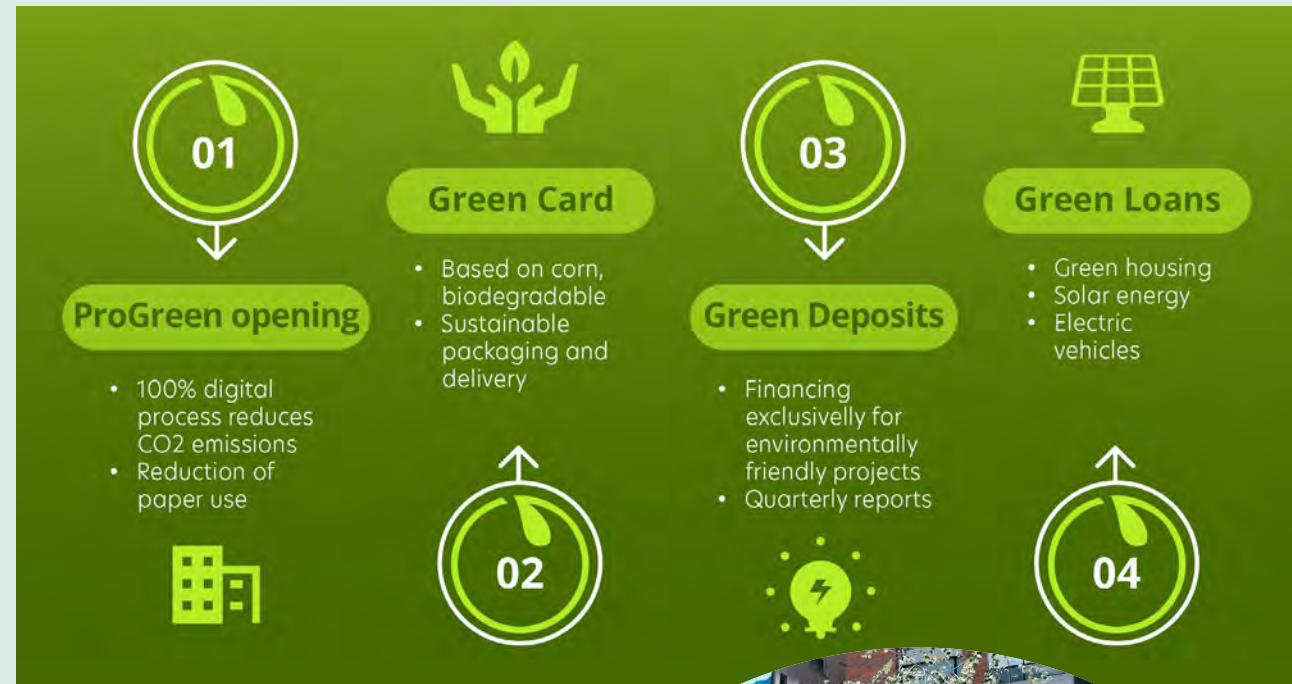 01
ProGreen opening
• 100% digital
process reduces
CO2 emissions
• Reduction of
paper use
Green Card
• Based on corn,
biodegradable
• Sustainable
packaging and
delivery
02
03
Green Deposits
• Financing
exclusivelly for
environmentally
friendly projects
• Quarterly reports
Green Loans
• Green housing
• Solar energy
• Electric
vehicles
04